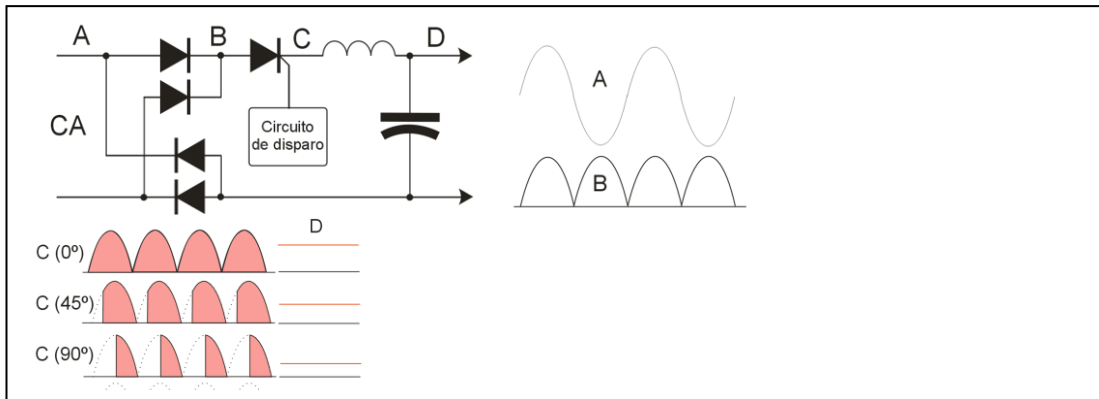 A
B
C
D
CA
Circuito
de disparo
A
B
D
C (0º)
C (45º)
C (90º)